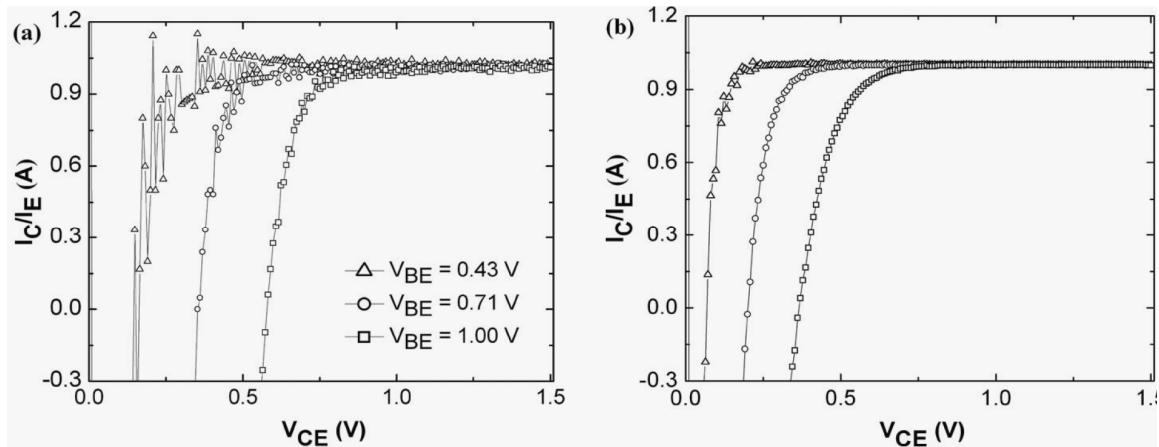 (a)
1.2
0.9
0.6
0.3
0.0
-0.3
I_C/I_E (A)
V_BE = 0.43 V
V_BE = 0.71 V
V_BE = 1.00 V
0.0 0.5 1.0 1.5
V_CE (V)
(b)
1.2
0.9
0.6
0.3
0.0
-0.3
I_C/I_E (A)
0.0 0.5 1.0 1.5
V_CE (V)